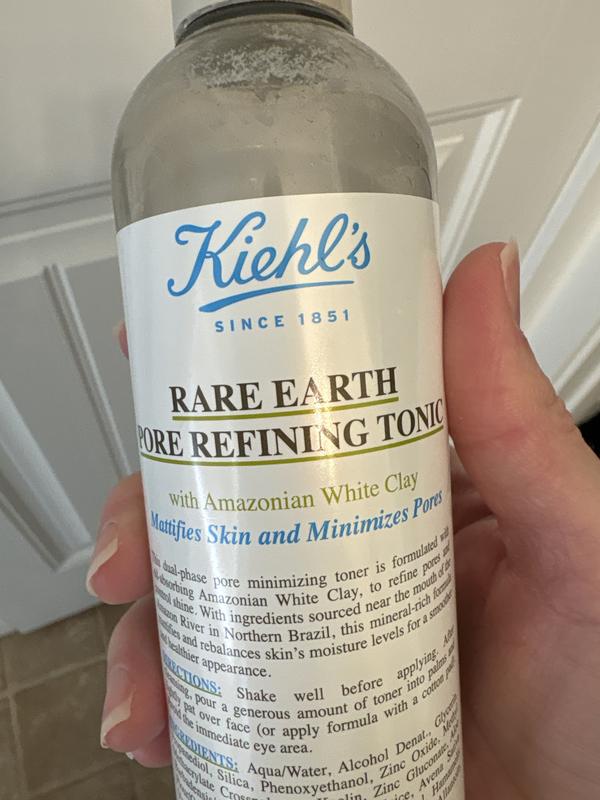 Kiehl's
SINCE 1851
RARE EARTH
PORE REFINING TONIC
with Amazonian White Clay
Mattifies Skin and Minimizes Pores
This dual-phase pore minimizing toner is formulated with
-absorbing Amazonian White Clay, to refine pores and
control shine. With ingredients sourced near the mouth of the
Amazon River in Northern Brazil, this mineral-rich formula
and rebalances skin's moisture levels for a smoother
healthier appearance.
DIRECTIONS: Shake well before applying. After
cleansing, pour a generous amount of toner into palms and
pat over face (or apply formula with a cotton
the immediate eye area.
INGREDIENTS: Aqua/Water, Alcohol Denat., Glycerin,
Silica, Phenoxyethanol, Zinc Oxide,
Zinc Gluconate,
Avena